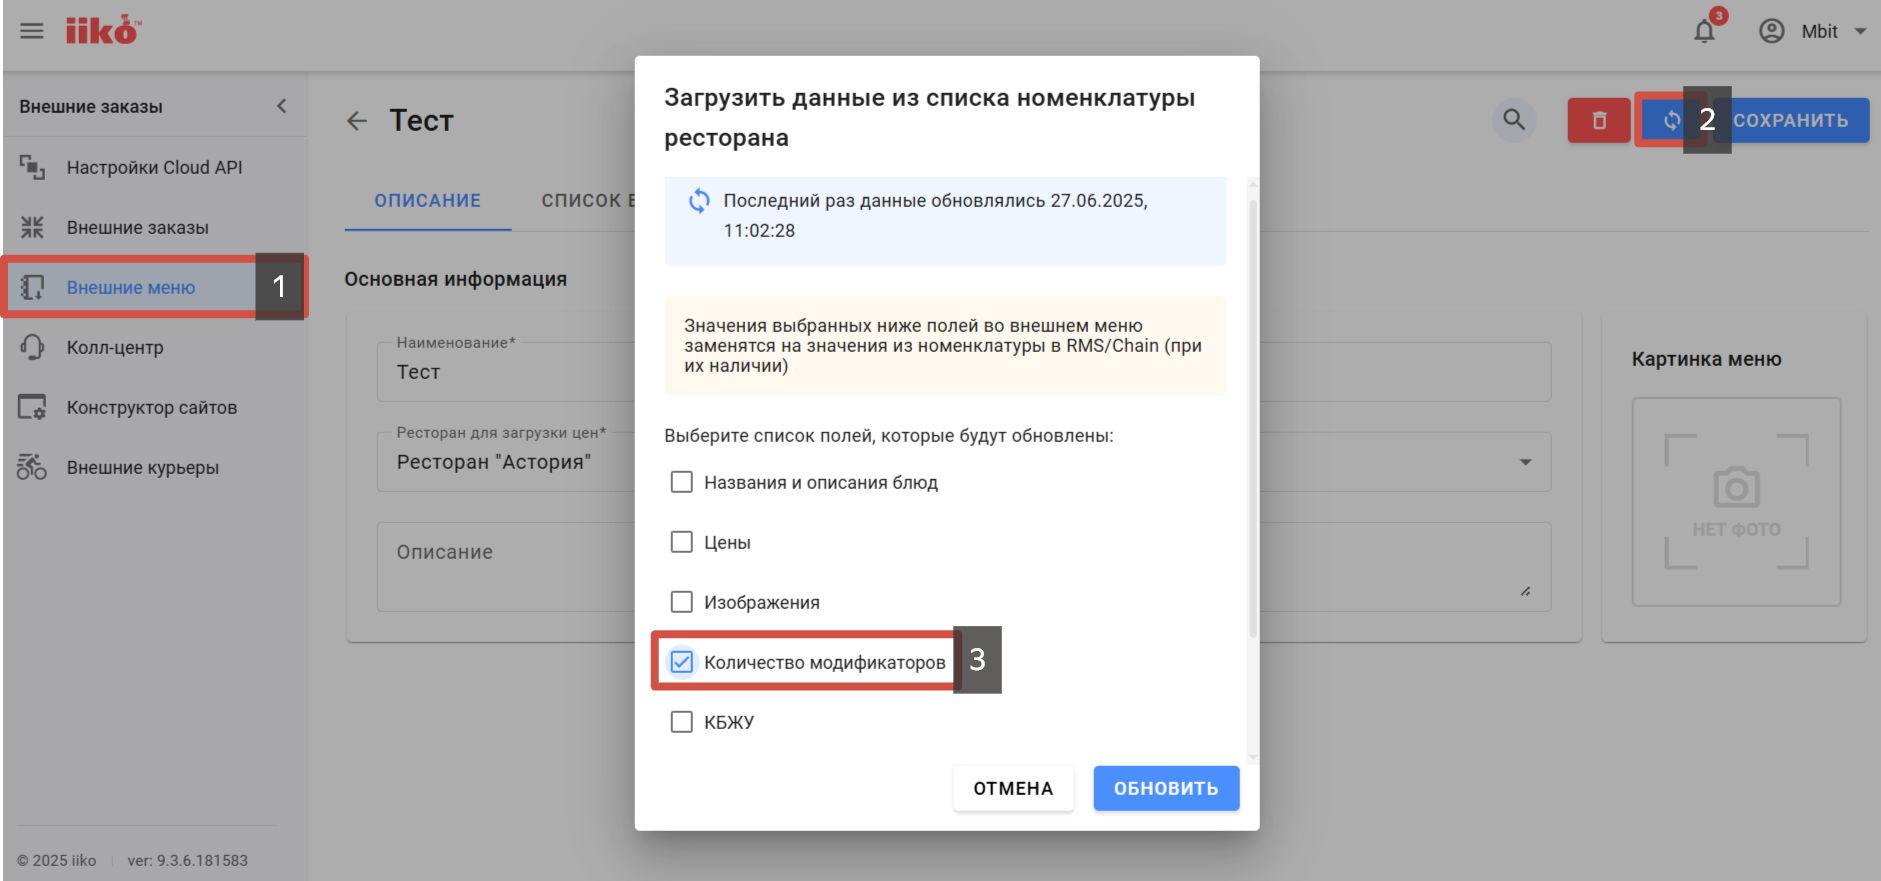 iiko™
3
Mbit
Внешние заказы
Настройки Cloud API
Внешние заказы
Внешние меню
1
Колл-центр
Конструктор сайтов
Внешние курьеры
© 2025 iiko
ver: 9.3.6.181583
Тест
2
СОХРАНИТЬ
ОПИСАНИЕ
СПИСОК
Основная информация
Наименование*
Тест
Ресторан для загрузки цен*
Ресторан "Астория"
Описание
Картинка меню
НЕТ ФОТО
Загрузить данные из списка номенклатуры
ресторана
Последний раз данные обновлялись 27.06.2025,
11:02:28
Значения выбранных ниже полей во внешнем меню
заменятся на значения из номенклатуры в RMS/Chain (при
их наличии)
Выберите список полей, которые будут обновлены:
Названия и описания блюд
Цены
Изображения
Количество модификаторов
3
КБЖУ
ОТМЕНА
ОБНОВИТЬ